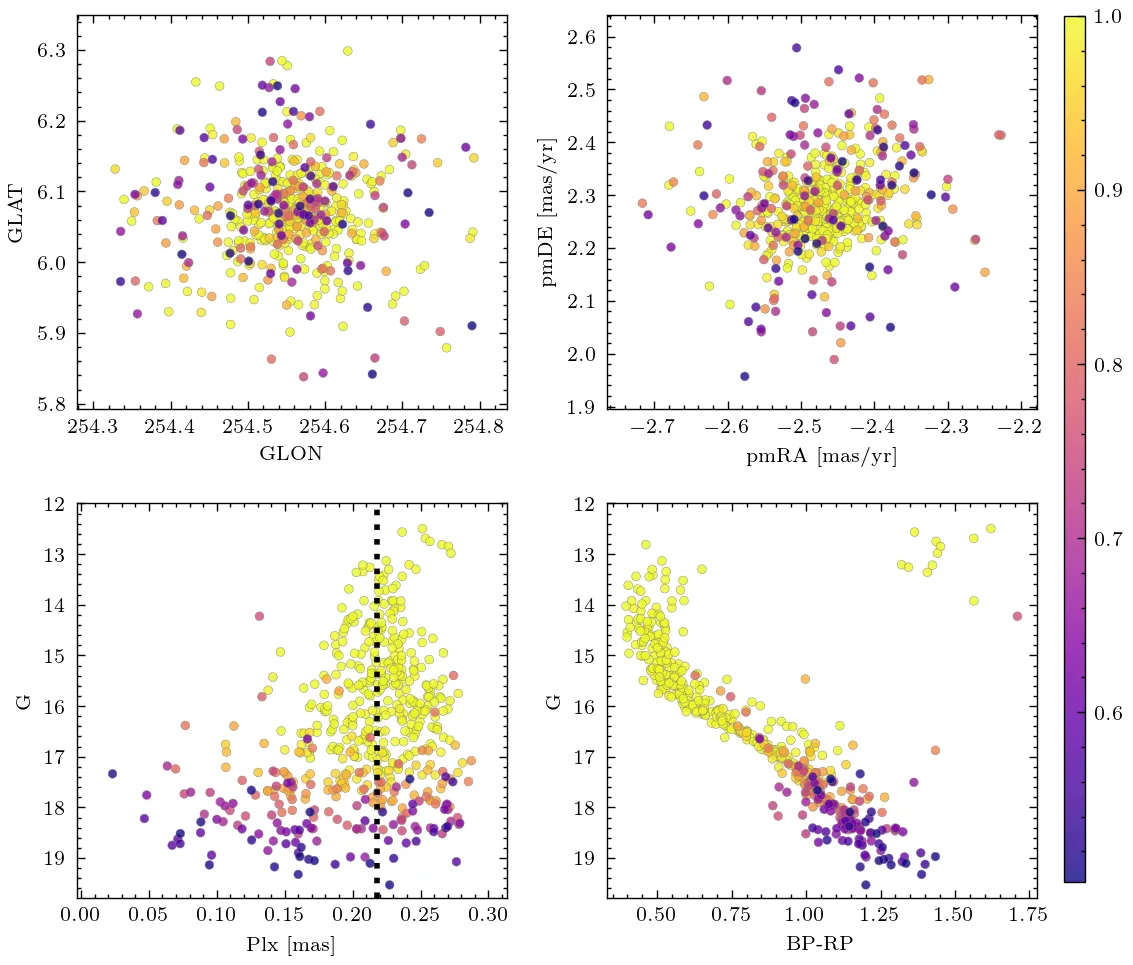 6.3
6.2
6.1
6.0
5.9
5.8
GLAT
254.3 254.4 254.5 254.6 254.7 254.8
GLON
2.6
2.5
2.4
2.3
2.2
2.1
2.0
1.9
pmDE [mas/yr]
−2.7 −2.6 −2.5 −2.4 −2.3 −2.2
pmRA [mas/yr]
1.0
0.9
0.8
0.7
0.6
12
13
14
15
16
17
18
19
G
0.00 0.05 0.10 0.15 0.20 0.25 0.30
Plx [mas]
12
13
14
15
16
17
18
19
G
0.50 0.75 1.00 1.25 1.50 1.75
BP-RP